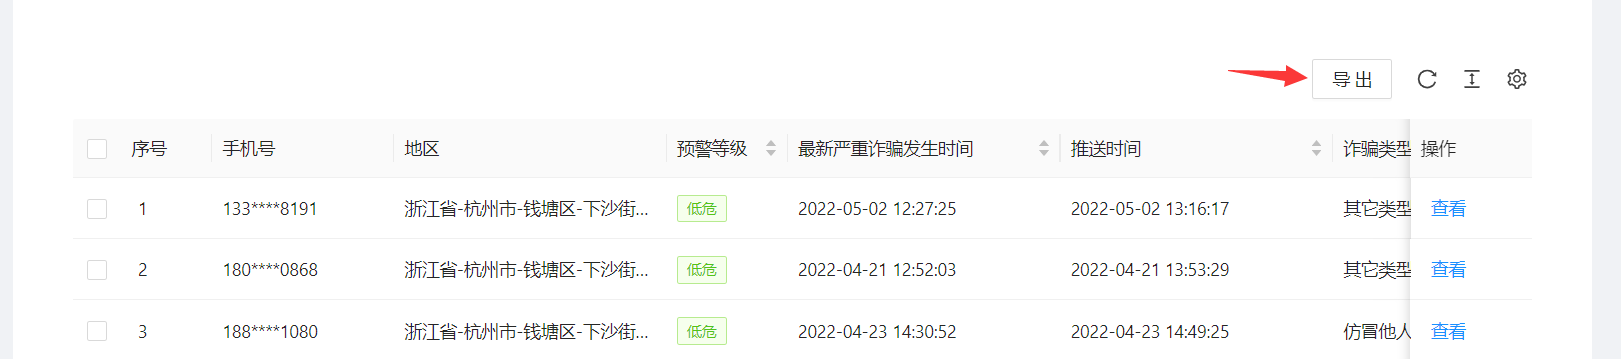 导 出
序号 手机号 地区 预警等级 最新严重诈骗发生时间 推送时间 诈骗类型 操作
1 133****8191 浙江省-杭州市-钱塘区-下沙街... 低危 2022-05-02 12:27:25 2022-05-02 13:16:17 其它类型 查看
2 180****0868 浙江省-杭州市-钱塘区-下沙街... 低危 2022-04-21 12:52:03 2022-04-21 13:53:29 其它类型 查看
3 188****1080 浙江省-杭州市-钱塘区-下沙街... 低危 2022-04-23 14:30:52 2022-04-23 14:49:25 仿冒他人 查看